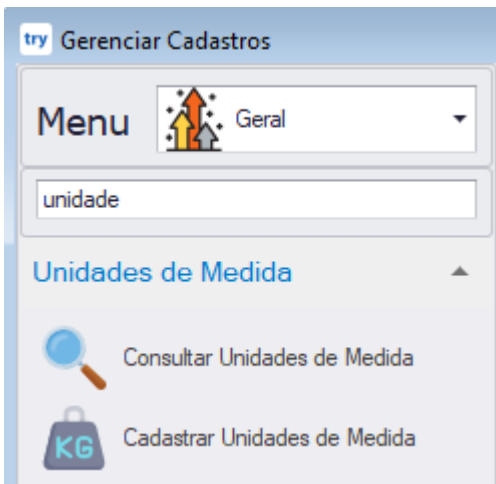 try Gerenciar Cadastros
Menu Geral
unidade
Unidades de Medida
Consultar Unidades de Medida
KG Cadastrar Unidades de Medida